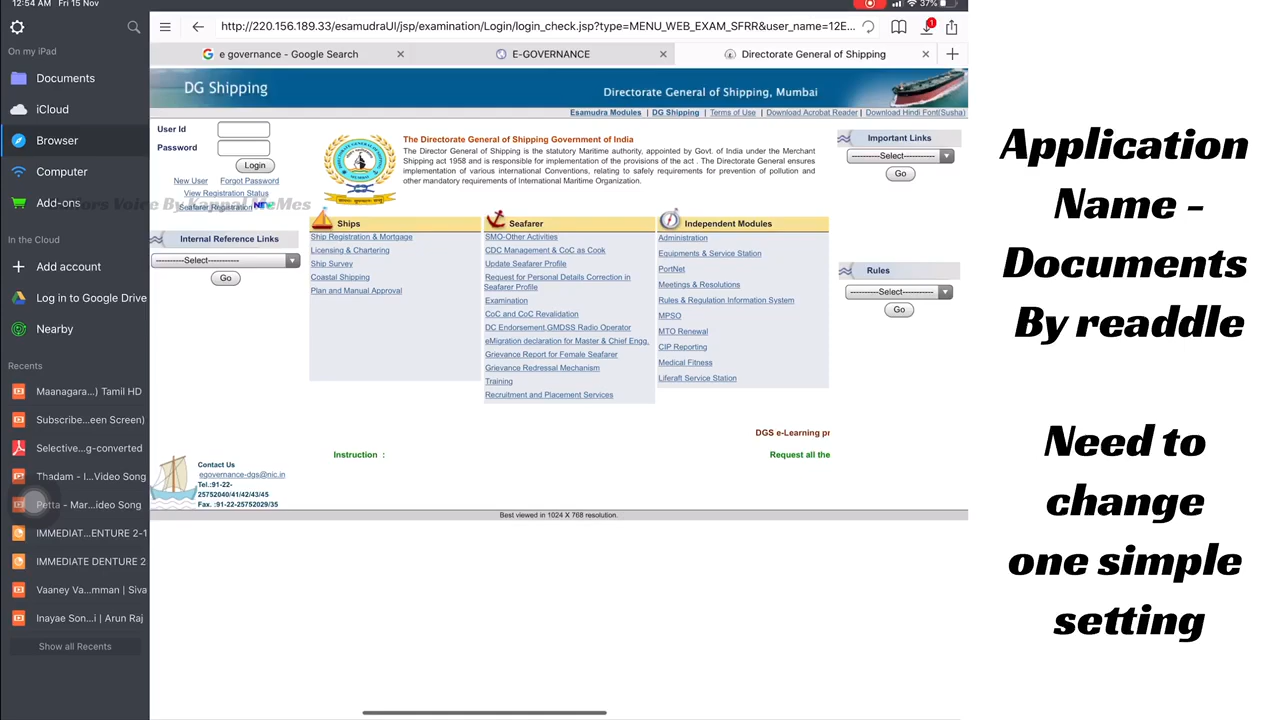 12:54 AM Fri 15 Nov
37%
On my iPad
Documents
iCloud
Browser
Computer
Add-ons
In the Cloud
Add account
Log in to Google Drive
Nearby
Recents
Maanagara...) Tamil HD
Subscribe...een Screen)
Selective...g-converted
Thadam - I...Video Song
Petta - Mar...ideo Song
IMMEDIAT...ENTURE 2-1
IMMEDIATE DENTURE 2
Vaaney Va...mman | Siva
Inayae Son...i | Arun Raj
Show all Recents
http://220.156.189.33/esamudraUI/jsp/examination/Login/login_check.jsp?type=MENU_WEB_EXAM_SFRR&user_name=12E...
1
e governance - Google Search
E-GOVERNANCE
Directorate General of Shipping
DG Shipping
Directorate General of Shipping, Mumbai
Esamudra Modules | DG Shipping | Terms of Use | Download Acrobat Reader | Download Hindi Font(Susha)
User Id
Password
Login
New User Forgot Password
View Registration Status
Seafarer Registration NEW
ors Voice By Kappal MeMes
Internal Reference Links
----------Select----------
Go
The Directorate General of Shipping Government of India
The Director General of Shipping is the statutory Maritime authority, appointed by Govt. of India under the Merchant
Shipping act 1958 and is responsible for implementation of the provisions of the act . The Directorate General ensures
implementation of various international Conventions, relating to safely requirements for prevention of pollution and
other mandatory requirements of International Maritime Organization.
Ships
Ship Registration & Mortgage
Licensing & Chartering
Ship Survey
Coastal Shipping
Plan and Manual Approval
Seafarer
SMO-Other Activities
CDC Management & CoC as Cook
Update Seafarer Profile
Request for Personal Details Correction in
Seafarer Profile
Examination
CoC and CoC Revalidation
DC Endorsement,GMDSS Radio Operator
eMigration declaration for Master & Chief Engg.
Grievance Report for Female Seafarer
Grievance Redressal Mechanism
Training
Recruitment and Placement Services
Independent Modules
Administration
Equipments & Service Station
PortNet
Meetings & Resolutions
Rules & Regulation Information System
MPSO
MTO Renewal
CIP Reporting
Medical Fitness
Liferaft Service Station
Important Links
----------Select----------
Go
Rules
----------Select----------
Go
DGS e-Learning pr
Instruction :
Request all the
Contact Us
egovernance-dgs@nic.in
Tel.:91-22-
25752040/41/42/43/45
Fax. :91-22-25752029/35
Best viewed in 1024 X 768 resolution.
Application
Name -
Documents
By readdle
Need to
change
one simple
setting